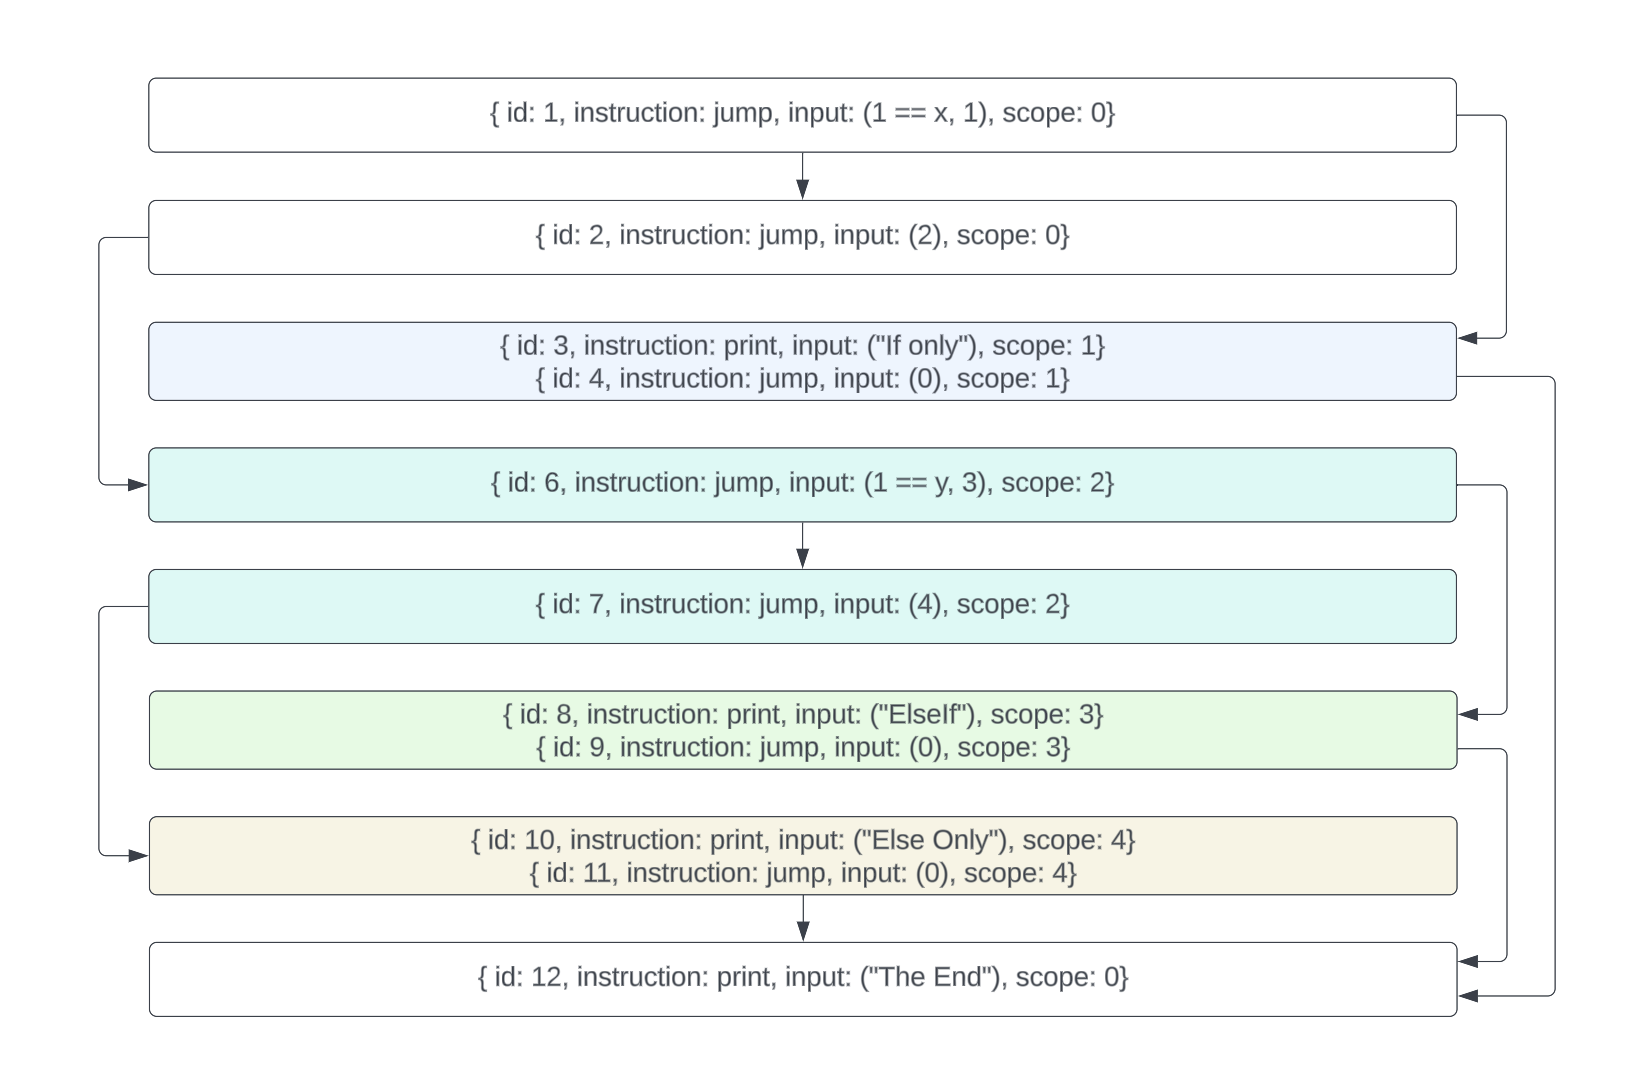 { id: 1, instruction: jump, input: (1 == x, 1), scope: 0}
{ id: 2, instruction: jump, input: (2), scope: 0}
{ id: 3, instruction: print, input: ("If only"), scope: 1}
{ id: 4, instruction: jump, input: (0), scope: 1}
{ id: 6, instruction: jump, input: (1 == y, 3), scope: 2}
{ id: 7, instruction: jump, input: (4), scope: 2}
{ id: 8, instruction: print, input: ("ElseIf"), scope: 3}
{ id: 9, instruction: jump, input: (0), scope: 3}
{ id: 10, instruction: print, input: ("Else Only"), scope: 4}
{ id: 11, instruction: jump, input: (0), scope: 4}
{ id: 12, instruction: print, input: ("The End"), scope: 0}